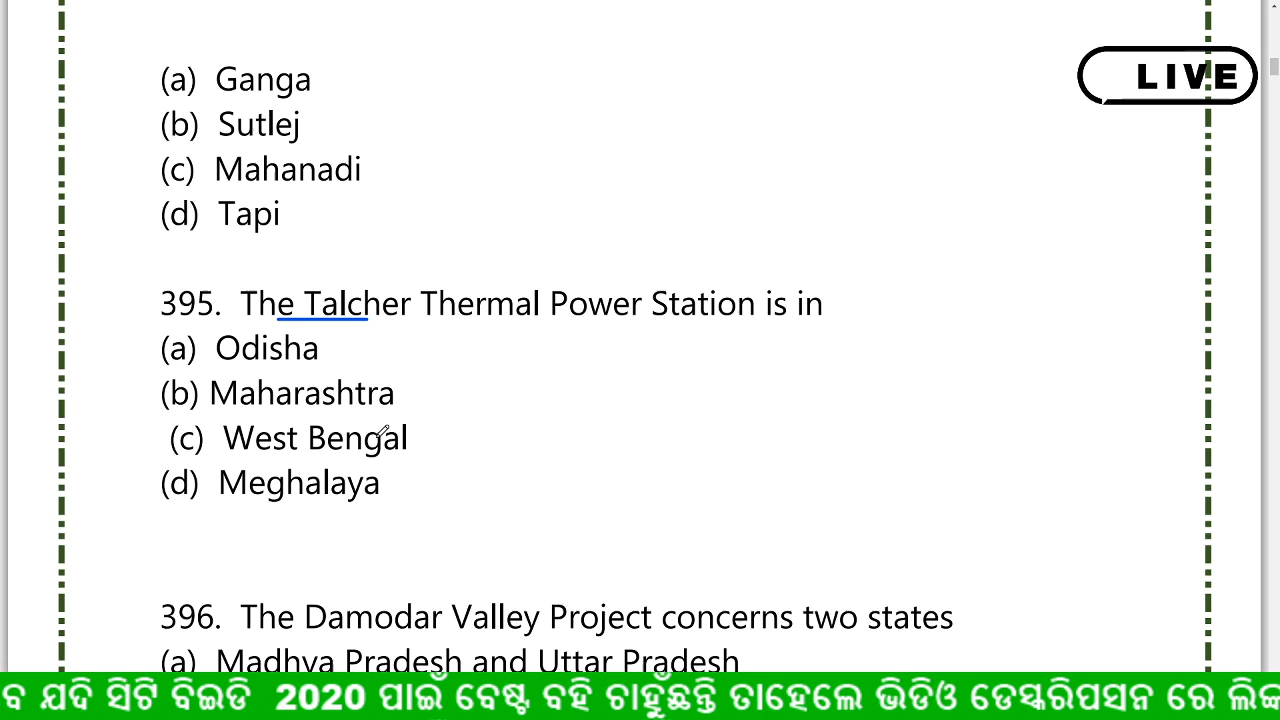 (a) Ganga
LIVE
(b) Sutlej
(c) Mahanadi
(d) Tapi
395. The Talcher Thermal Power Station is in
(a) Odisha
(b) Maharashtra
(c) West Bengal
(d) Meghalaya
396. The Damodar Valley Project concerns two states
(a) Madhya Pradesh and Uttar Pradesh
ବ ଯଦି ସିଟି ବିଇଡି 2020 ପାଇଁ ବେଷ୍ଟ ବହି ଚାହୁଁଛନ୍ତି ତାହେଲେ ଭିଡିଓ ଡେସ୍କରିପସନ ରେ ଲିଙ୍କ